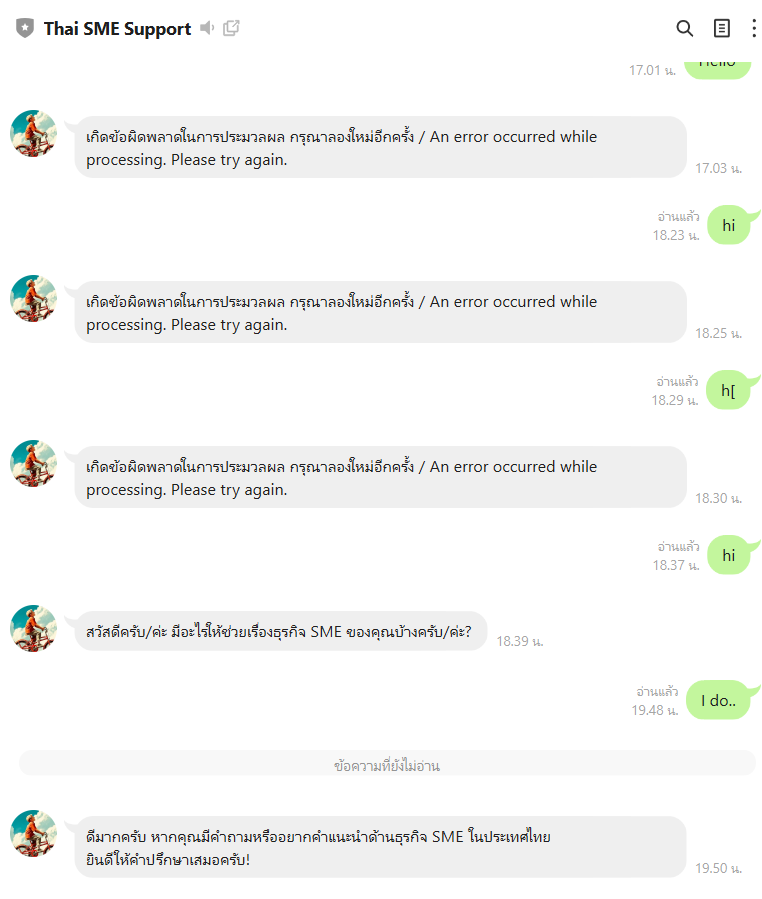 Thai SME Support
Hello
17.01 น.
เกิดข้อผิดพลาดในการประมวลผล กรุณาลองใหม่อีกครั้ง / An error occurred while
processing. Please try again.
17.03 น.
อ่านแล้ว
18.23 น.
hi
เกิดข้อผิดพลาดในการประมวลผล กรุณาลองใหม่อีกครั้ง / An error occurred while
processing. Please try again.
18.25 น.
อ่านแล้ว
18.29 น.
h[
เกิดข้อผิดพลาดในการประมวลผล กรุณาลองใหม่อีกครั้ง / An error occurred while
processing. Please try again.
18.30 น.
อ่านแล้ว
18.37 น.
hi
สวัสดีครับ/ค่ะ มีอะไรให้ช่วยเรื่องธุรกิจ SME ของคุณบ้างครับ/ค่ะ?
18.39 น.
อ่านแล้ว
19.48 น.
I do..
ข้อความที่ยังไม่อ่าน
ดีมากครับ หากคุณมีคำถามหรืออยากคำแนะนำด้านธุรกิจ SME ในประเทศไทย
ยินดีให้คำปรึกษาเสมอครับ!
19.50 น.